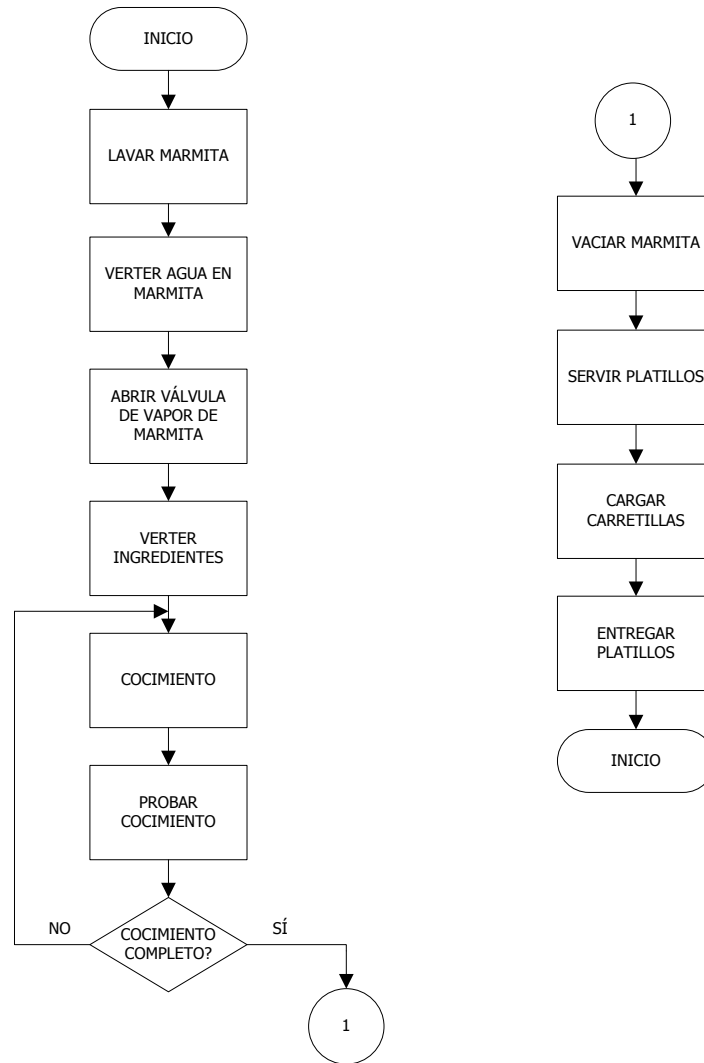 INICIO
LAVAR MARMITA
VERTER AGUA EN
MARMITA
ABRIR VÁLVULA
DE VAPOR DE
MARMITA
VERTER
INGREDIENTES
COCIMIENTO
PROBAR
COCIMIENTO
COCIMIENTO
COMPLETO?
NO
SÍ
1
1
VACIAR MARMITA
SERVIR PLATILLOS
CARGAR
CARRETILLAS
ENTREGAR
PLATILLOS
INICIO